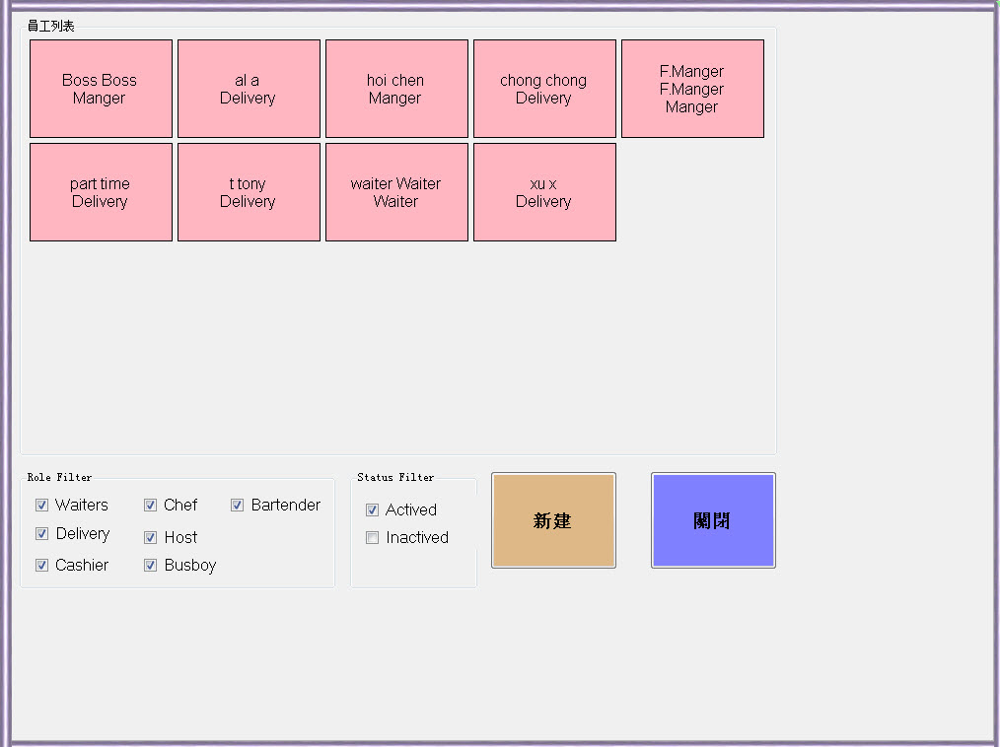 員工列表
Boss Boss
Manger
al a
Delivery
hoi chen
Manger
chong chong
Delivery
F.Manger
F.Manger
Manger
part time
Delivery
t tony
Delivery
waiter Waiter
Waiter
xu x
Delivery
Role Filter
Waiters
Chef
Bartender
Delivery
Host
Cashier
Busboy
Status Filter
Actived
Inactived
新建
關閉